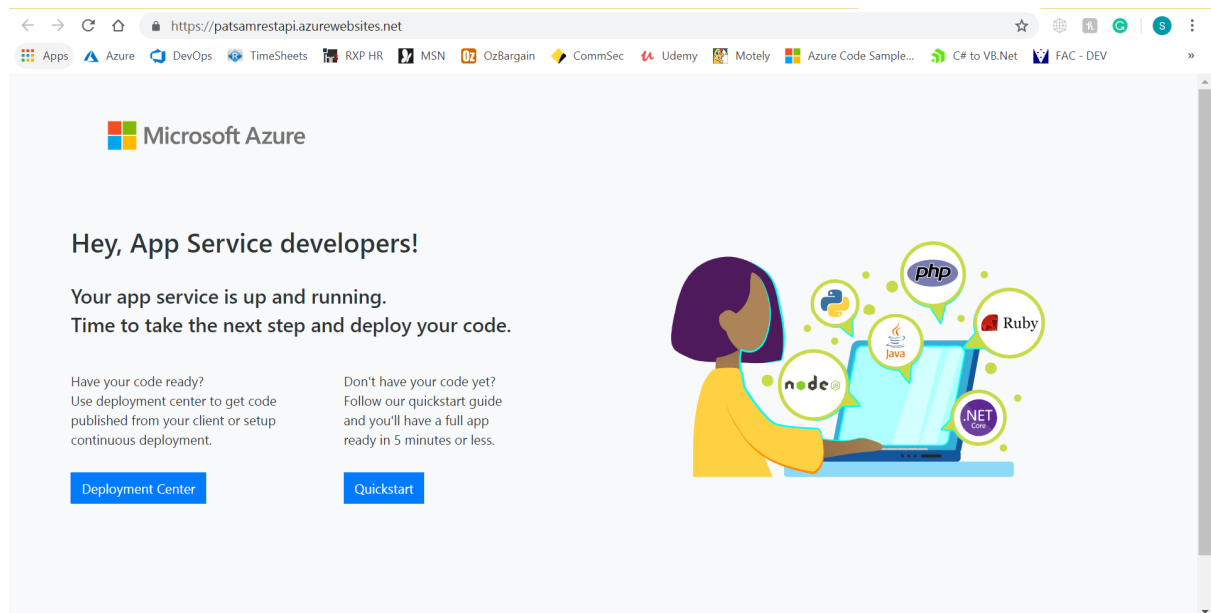 https://patsamrestapi.azurewebsites.net
S
Apps Azure DevOps TimeSheets RXP HR MSN OZ OzBargain CommSec Udemy Motely Azure Code Sample... C# to VB.Net FAC - DEV »
Microsoft Azure
Hey, App Service developers!
Your app service is up and running.
Time to take the next step and deploy your code.
Have your code ready?
Use deployment center to get code
published from your client or setup
continuous deployment.
Deployment Center
Don't have your code yet?
Follow our quickstart guide
and you'll have a full app
ready in 5 minutes or less.
Quickstart
php
Ruby
Java
node
JS
.NET
Core